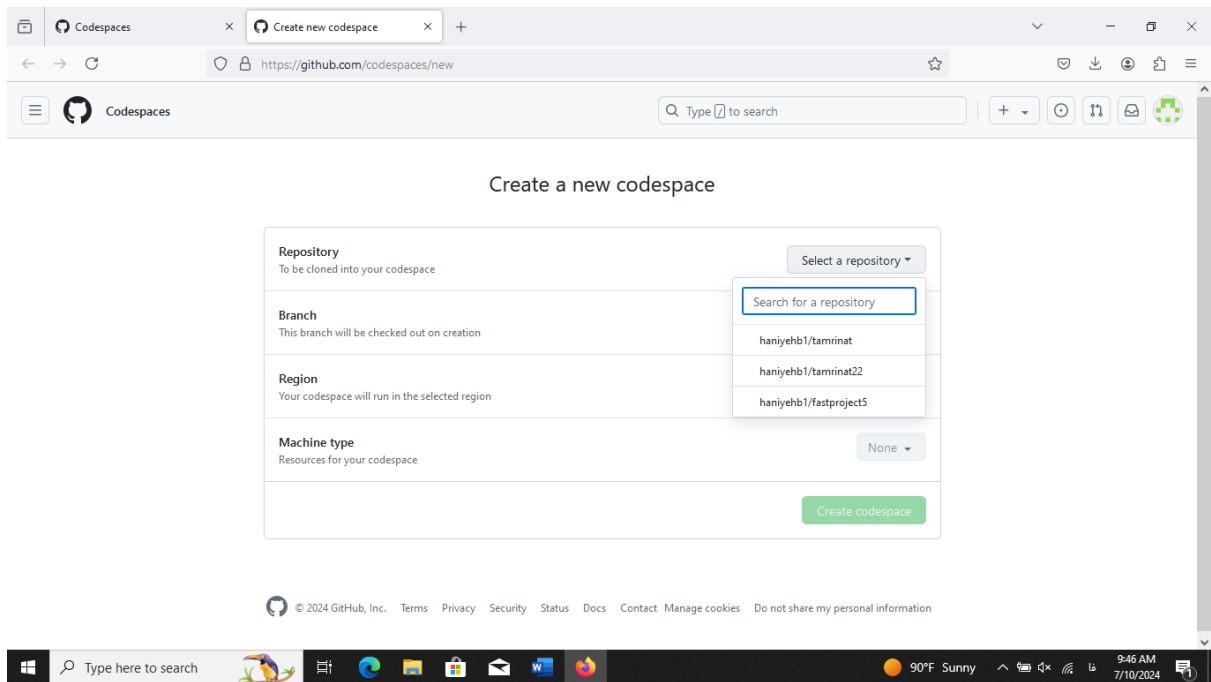 Codespaces
Create new codespace
https://github.com/codespaces/new
Codespaces
Type / to search
Create a new codespace
Repository
To be cloned into your codespace
Select a repository
Search for a repository
haniyehb1/tamrinat
haniyehb1/tamrinat22
haniyehb1/fastproject5
Branch
This branch will be checked out on creation
Region
Your codespace will run in the selected region
Machine type
Resources for your codespace
None
Create codespace
© 2024 GitHub, Inc. Terms Privacy Security Status Docs Contact Manage cookies Do not share my personal information
Type here to search
90°F Sunny
فا
9:46 AM
7/10/2024
1